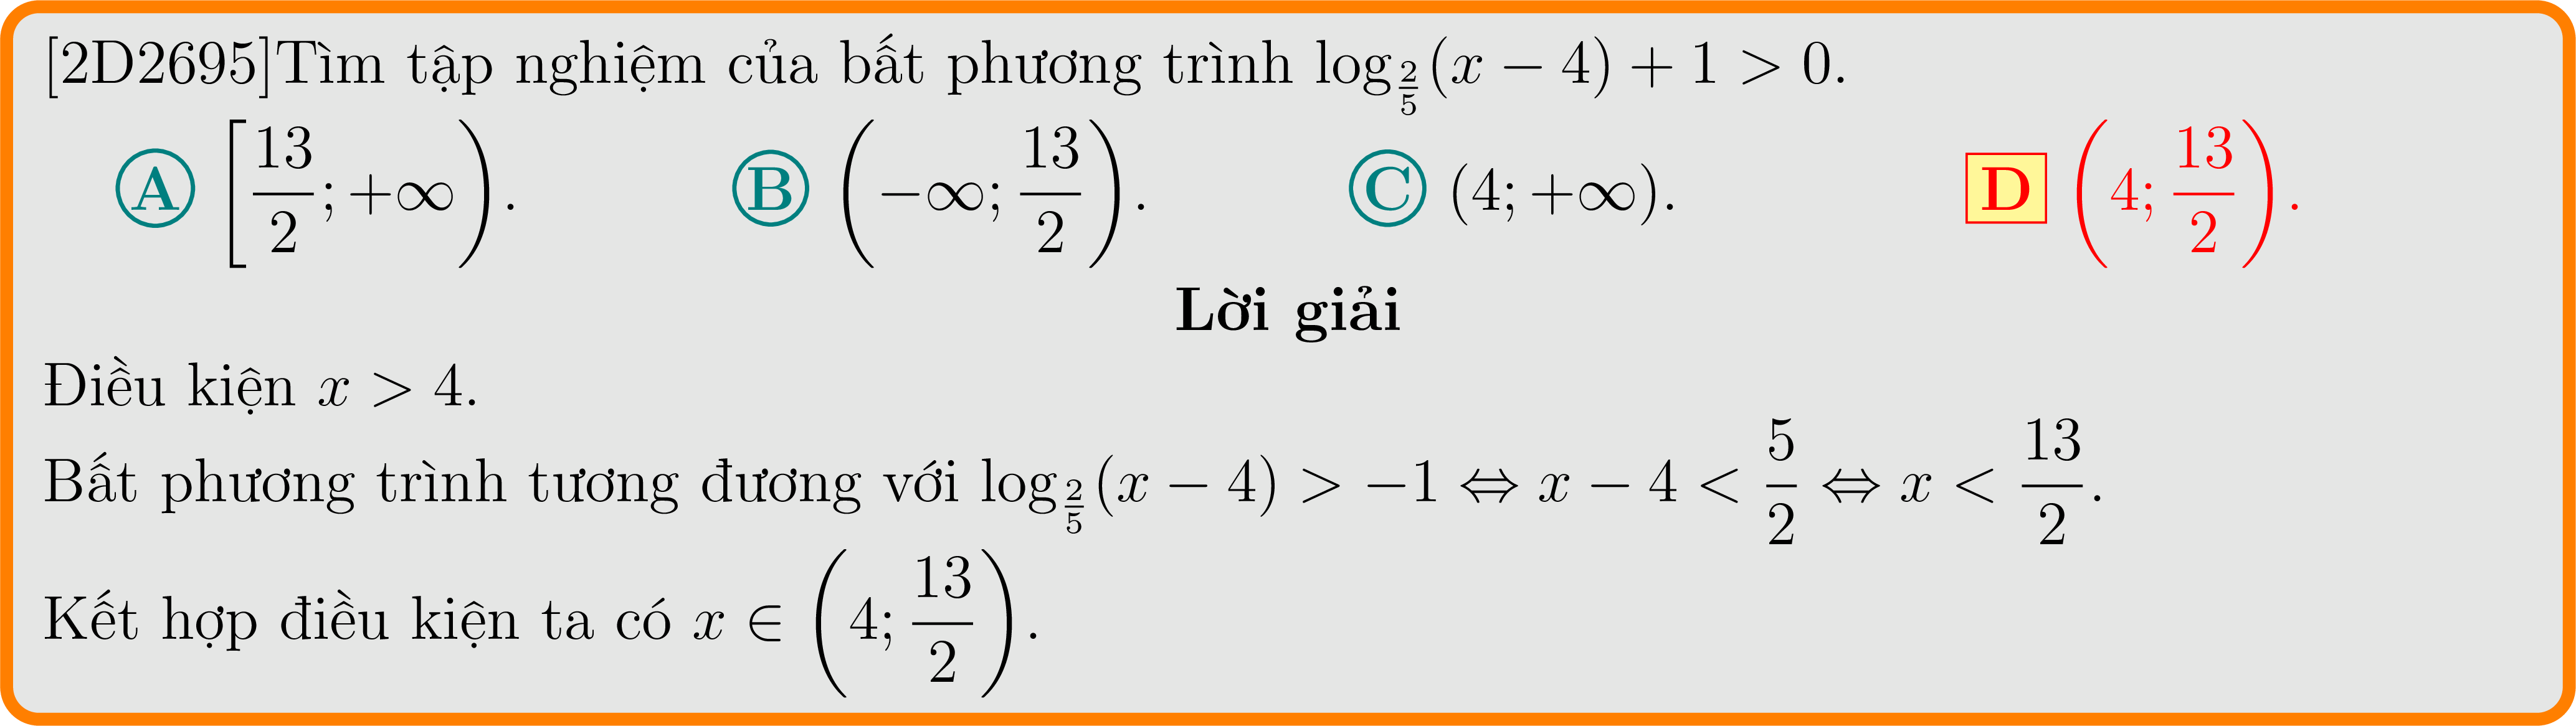 [2D2695]Tìm tập nghiệm của bất phương trình $\log_{\frac{2}{5}}(x-4)+1>0$.
A $\left[\frac{13}{2};+\infty\right)$. B $\left(-\infty;\frac{13}{2}\right)$. C $(4;+\infty)$. D $\left(4;\frac{13}{2}\right)$.
Lời giải
Điều kiện $x>4$.
Bất phương trình tương đương với $\log_{\frac{2}{5}}(x-4)>-1\Leftrightarrow x-4<\frac{5}{2}\Leftrightarrow x<\frac{13}{2}$.
Kết hợp điều kiện ta có $x\in\left(4;\frac{13}{2}\right)$.